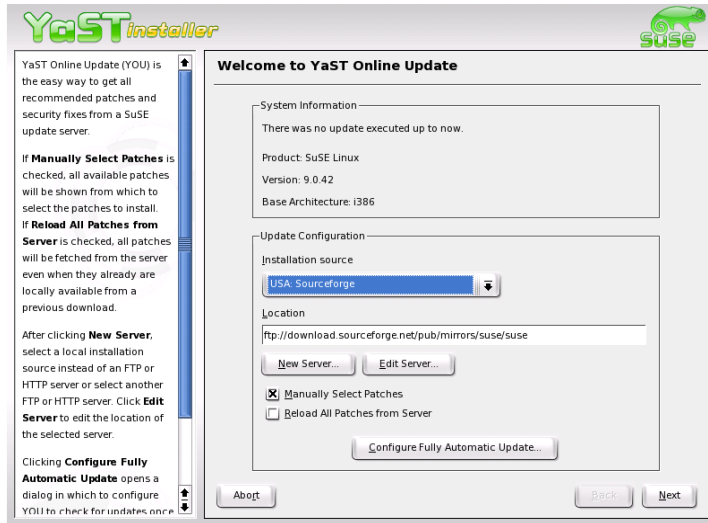 YaST installer
SuSE
YaST Online Update (YOU) is
the easy way to get all
recommended patches and
security fixes from a SuSE
update server.
If Manually Select Patches is
checked, all available patches
will be shown from which to
select the patches to install.
If Reload All Patches from
Server is checked, all patches
will be fetched from the server
even when they already are
locally available from a
previous download.
After clicking New Server,
select a local installation
source instead of an FTP or
HTTP server or select another
FTP or HTTP server. Click Edit
Server to edit the location of
the selected server.
Clicking Configure Fully
Automatic Update opens a
dialog in which to configure
YOU to check for updates once
Welcome to YaST Online Update
System Information
There was no update executed up to now.
Product: SuSE Linux
Version: 9.0.42
Base Architecture: i386
Update Configuration
Installation source
USA: Sourceforge
Location
ftp://download.sourceforge.net/pub/mirrors/suse/suse
New Server...
Edit Server...
Manually Select Patches
Reload All Patches from Server
Configure Fully Automatic Update...
Abort
Back
Next